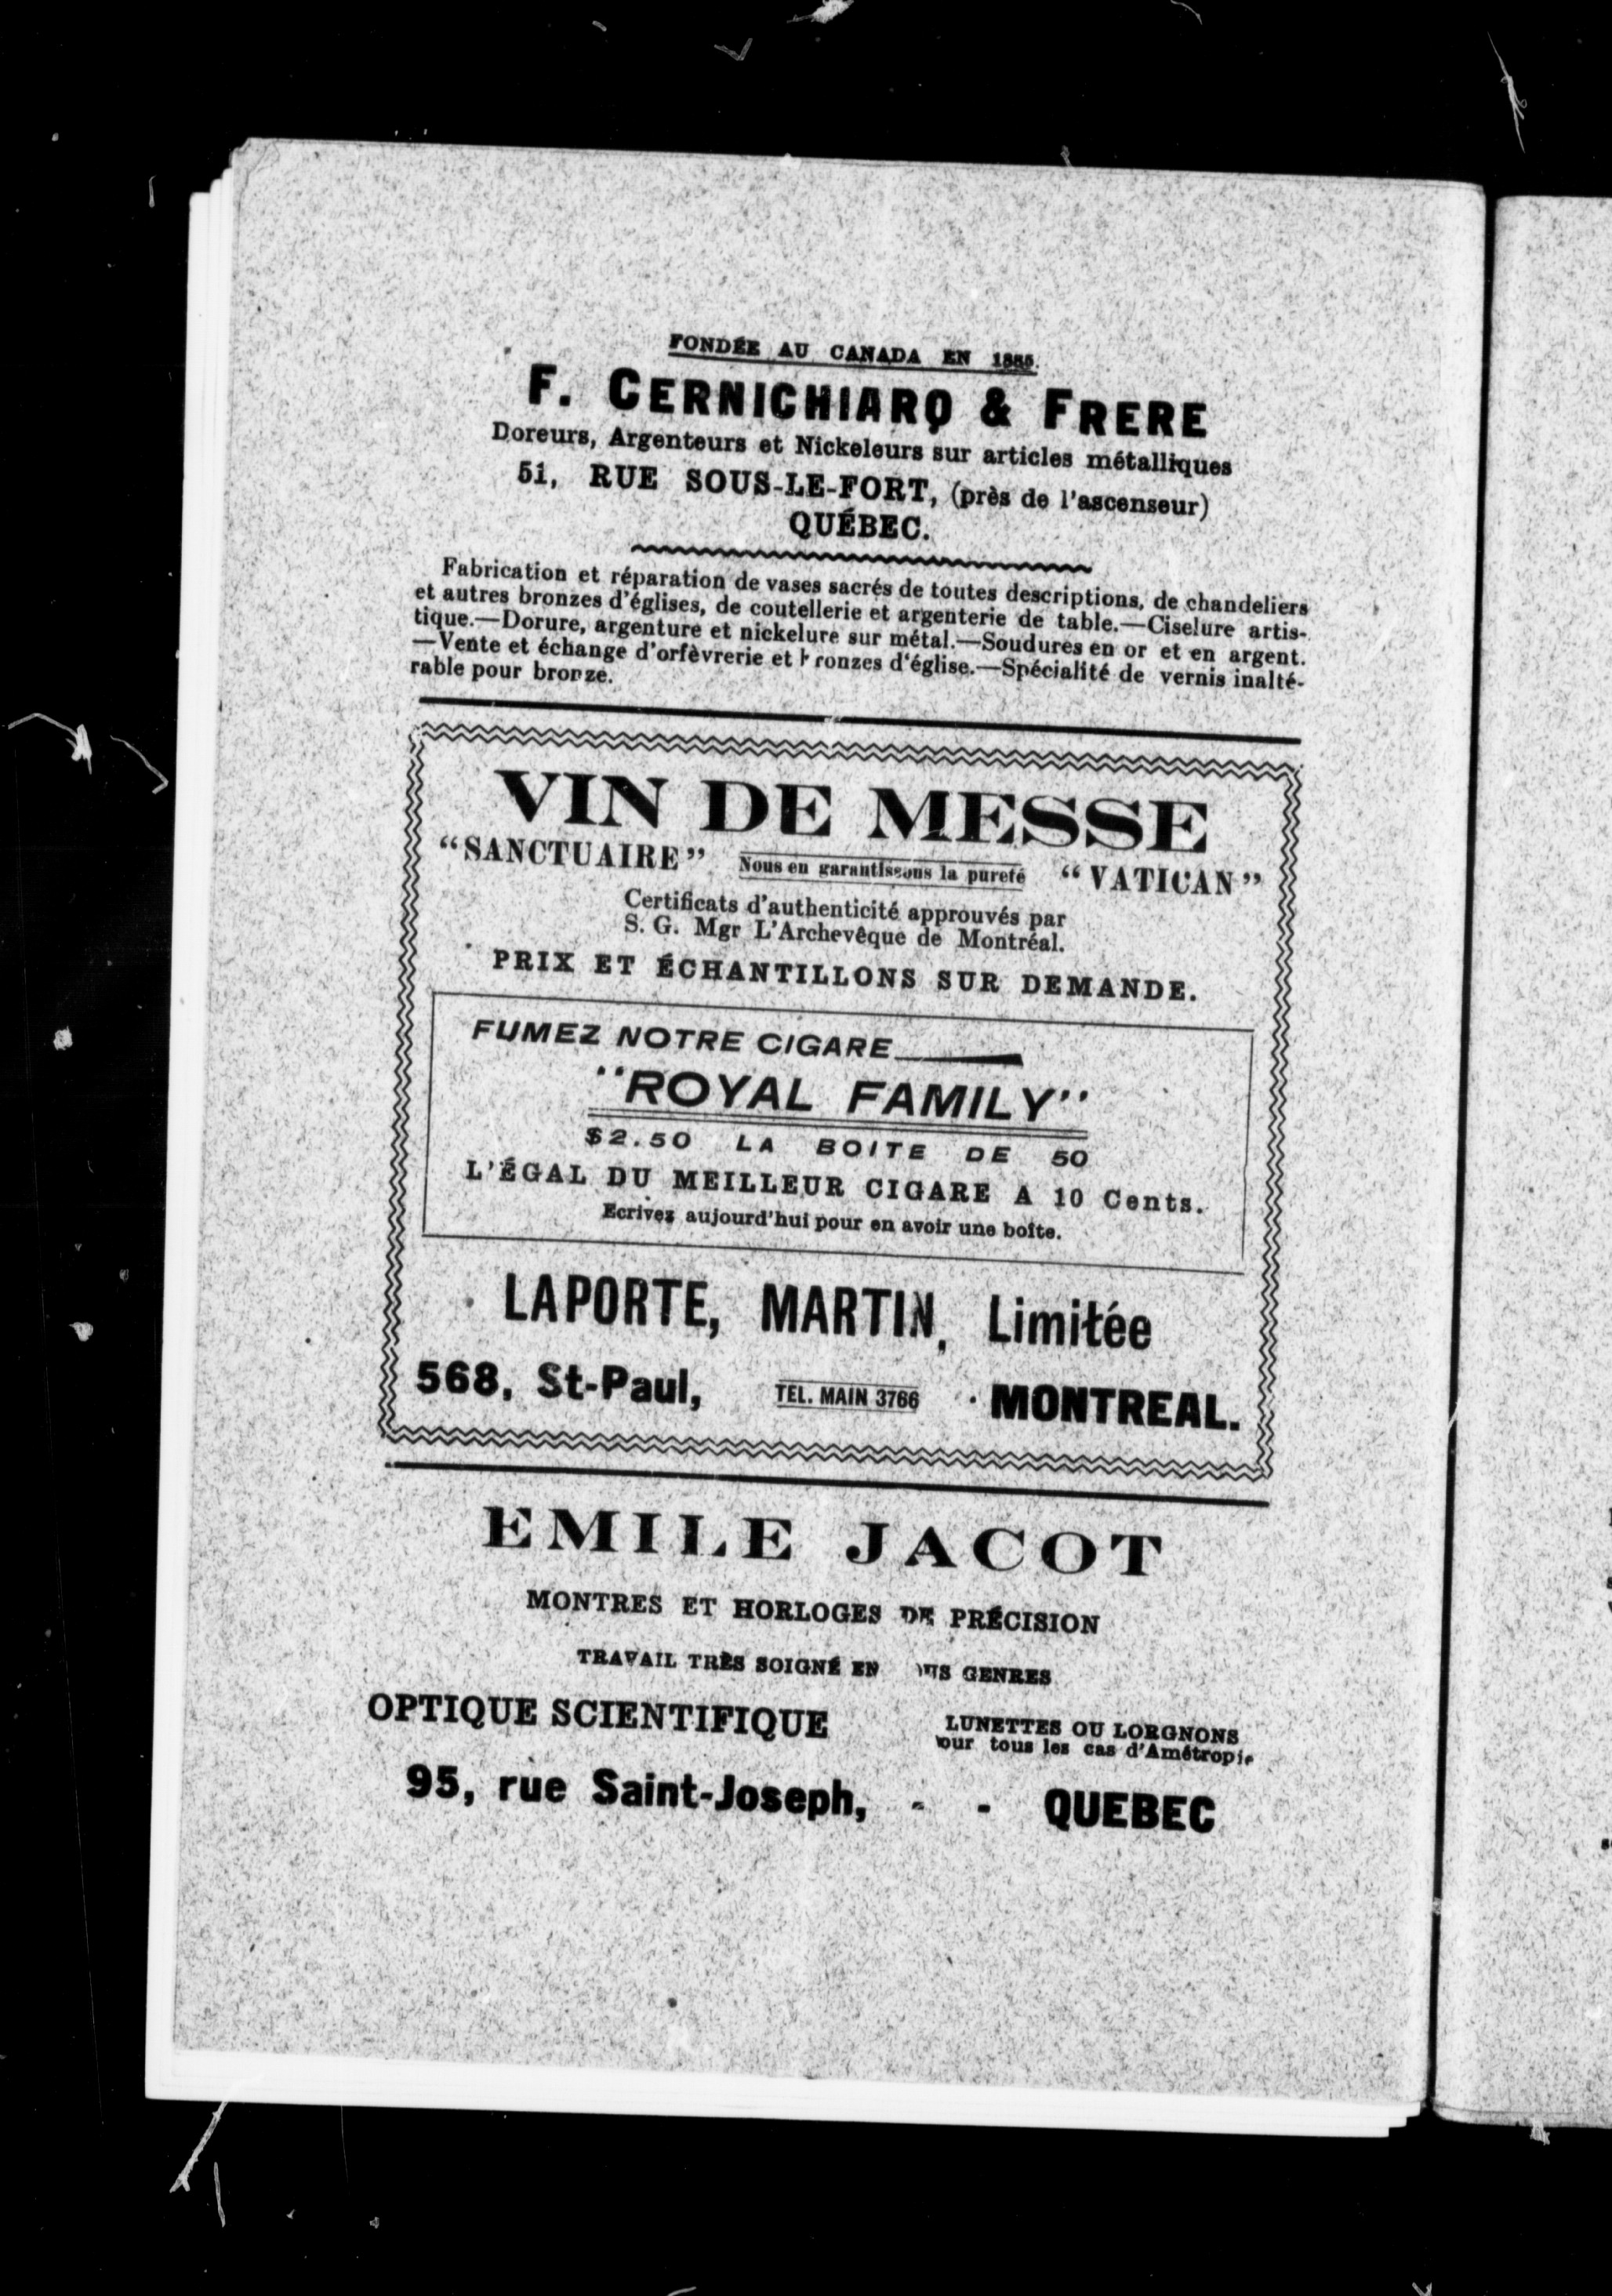 FONDÉE AU CANADA EN
F. CERNICHIARO & FRERE
Doreurs, Argenteurs et Nickeleurs sur articles métalliques
51, RUE SOUS-LE-FORT, (près de l'ascenseur)
QUÉBEC.
Fabrication et réparation de vases sacrés de toutes descriptions, de chandeliers
et autres bronzes d'églises, de coutellerie et argenterie de table.—Ciselure artis-
tique.—Dorure, argenture et nickelure sur métal.—Soudures en or et en argent.
—Vente et échange d'orfèvrerie et bronzes d'église.—Spécialité de vernis inalté-
rable pour bronze.
VIN DE MESSE
“SANCTUAIRE” Nous en garantissons la pureté “VATICAN”
Certificats d'authenticité approuvés par
S. G. Mgr L'Archevêque de Montréal.
PRIX ET ÉCHANTILLONS SUR DEMANDE.
FUMEZ NOTRE CIGARE
"ROYAL FAMILY"
$2.50 LA BOITE DE 50
L'ÉGAL DU MEILLEUR CIGARE A 10 Cents.
Ecrivez aujourd'hui pour en avoir une boîte.
LAPORTE, MARTIN, Limitée
568, St-Paul, TEL. MAIN 3766 MONTREAL.
EMILE JACOT
MONTRES ET HORLOGES DE PRÉCISION
TRAVAIL TRÈS SOIGNÉ EN GENRES
OPTIQUE SCIENTIFIQUE
LUNETTES OU LORGNONS
pour tous les cas d'Amétropie
95, rue Saint-Joseph, - - QUEBEC